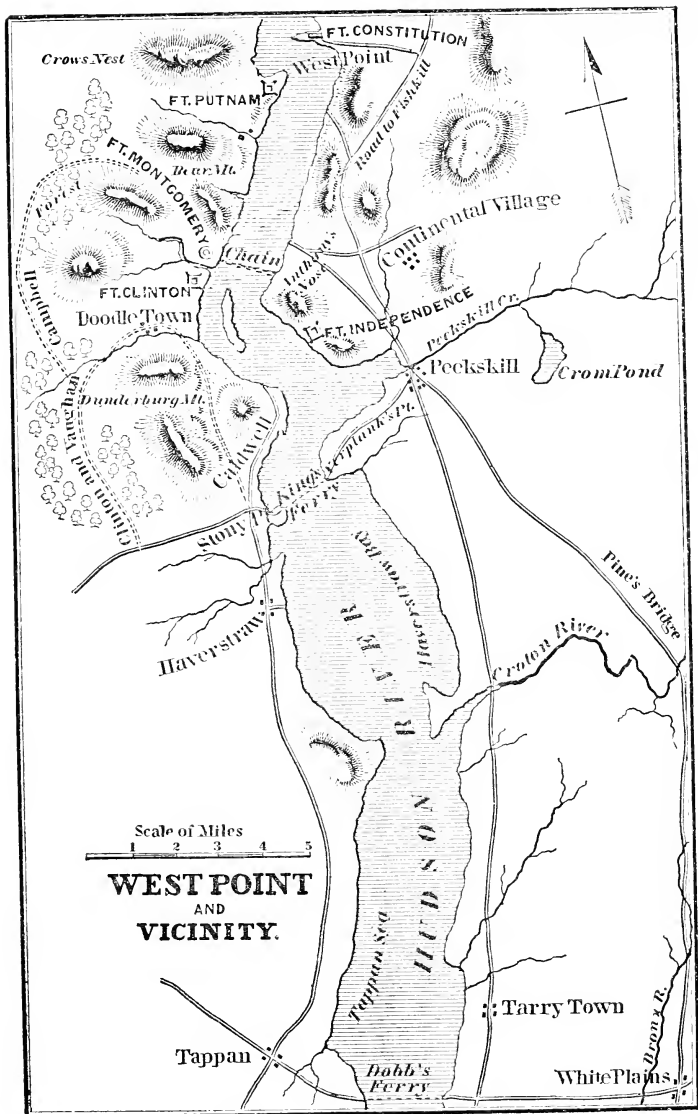 FT. CONSTITUTION
Crows Nest
West Point
FT. PUTNAM
Road to Fishkill
Bear Mt.
FT. MONTGOMERY
Forest
Continental Village
Chain
Anthony's
Nose
FT. CLINTON
Campbell
Doodle Town
FT. INDEPENDENCE
Peekskill Cr.
Peekskill
Crom Pond
Dunderburg Mt.
Clinton and Vaughan
Caldwell
Verplank's Pt.
King's
Ferry
Stony Pt.
Haverstraw Bay
Pine's Bridge
Haverstraw
Croton River
RIVER
HUDSON
Scale of Miles
1 2 3 4 5
WEST POINT
AND
VICINITY.
Tappan Sea
Tarry Town
Bronx R.
Tappan
Dobb's
Ferry
White Plains